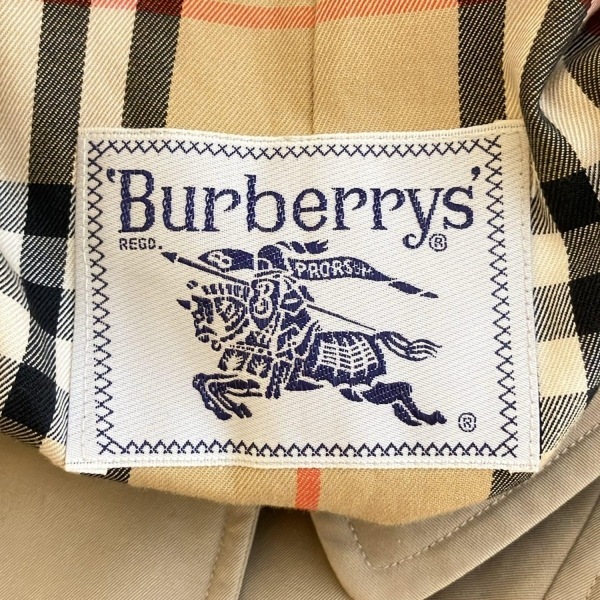 'Burberrys'
REGD. ®
PRORSUM
®